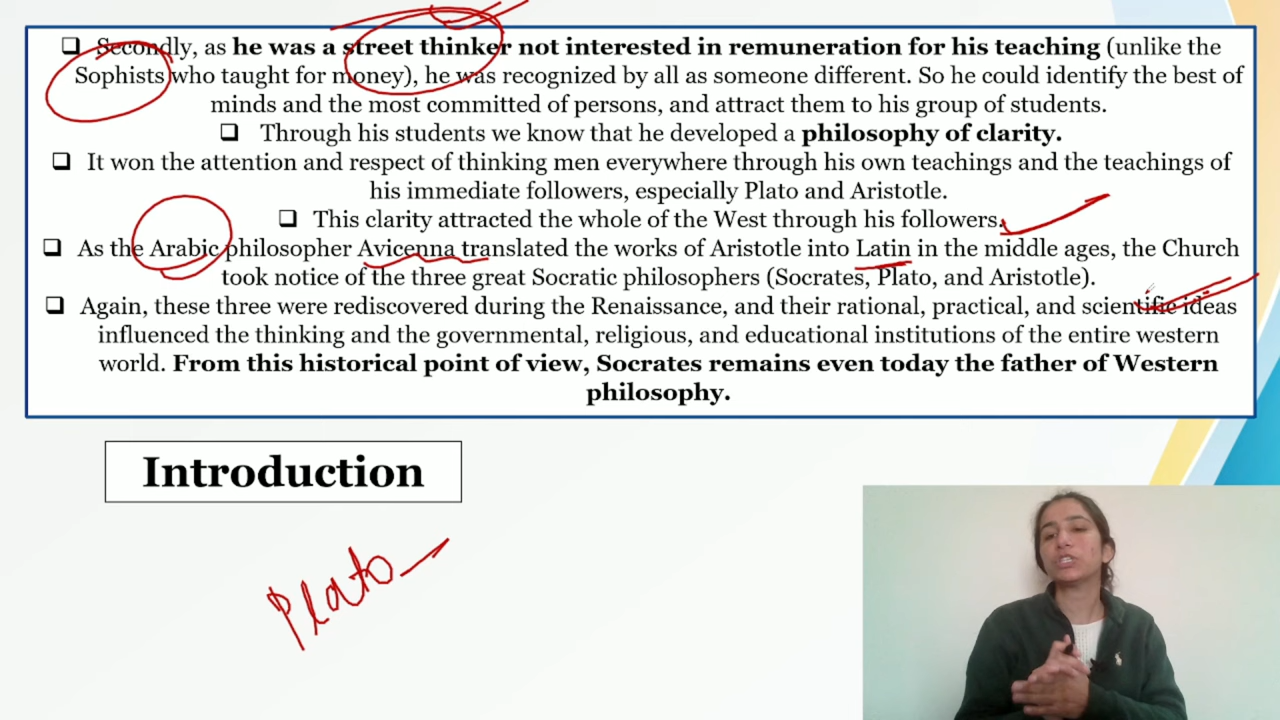 ❑ Secondly, as he was a street thinker not interested in remuneration for his teaching (unlike the
Sophists who taught for money), he was recognized by all as someone different. So he could identify the best of
minds and the most committed of persons, and attract them to his group of students.
❑ Through his students we know that he developed a philosophy of clarity.
❑ It won the attention and respect of thinking men everywhere through his own teachings and the teachings of
his immediate followers, especially Plato and Aristotle.
❑ This clarity attracted the whole of the West through his followers.
❑ As the Arabic philosopher Avicenna translated the works of Aristotle into Latin in the middle ages, the Church
took notice of the three great Socratic philosophers (Socrates, Plato, and Aristotle).
❑ Again, these three were rediscovered during the Renaissance, and their rational, practical, and scientific ideas
influenced the thinking and the governmental, religious, and educational institutions of the entire western
world. From this historical point of view, Socrates remains even today the father of Western
philosophy.
Introduction
Plato